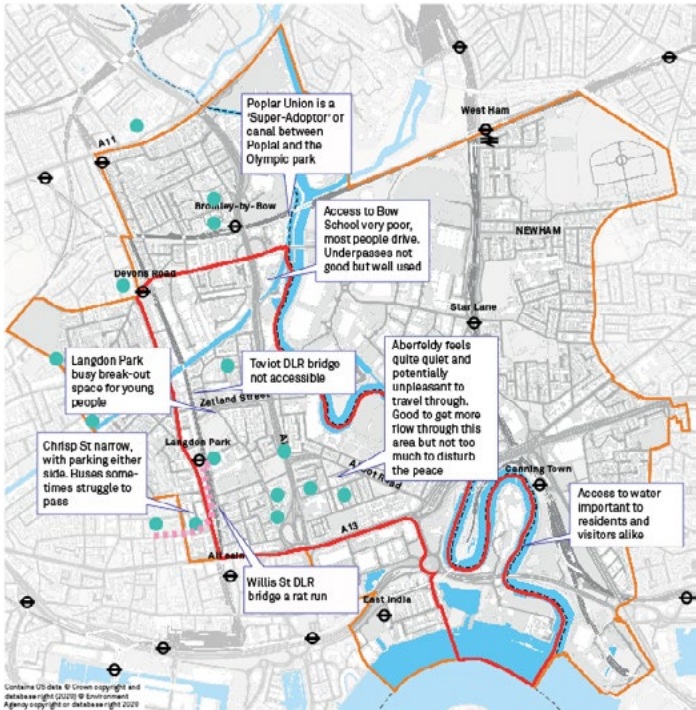 Poplar Union is a
'Super-Adoptor' or
canal between
Poplal and the
Olympic park
A11
West Ham
Bromley-by-Bow
Access to Bow
School very poor,
most people drive.
Underpasses not
good but well used
NEWHAM
Devons Road
Star Lane
Langdon Park
busy break-out
space for young
people
Teviot DLR bridge
not accessible
Aberfeldy feels
quite quiet and
potentially
unpleasant to
travel through.
Good to get more
flow through this
area but not too
much to disturb
the peace
Zetland Street
Chrisp St narrow,
with parking either
side. Buses some-
times struggle to
pass
Langdon Park
Canning Town
Access to water
important to
residents and
visitors alike
Road
A13
All Saints
Willis St DLR
bridge a rat run
East India
Contains OS data © Crown copyright and
database right (2020) © Environment
Agency copyright or database right 2020